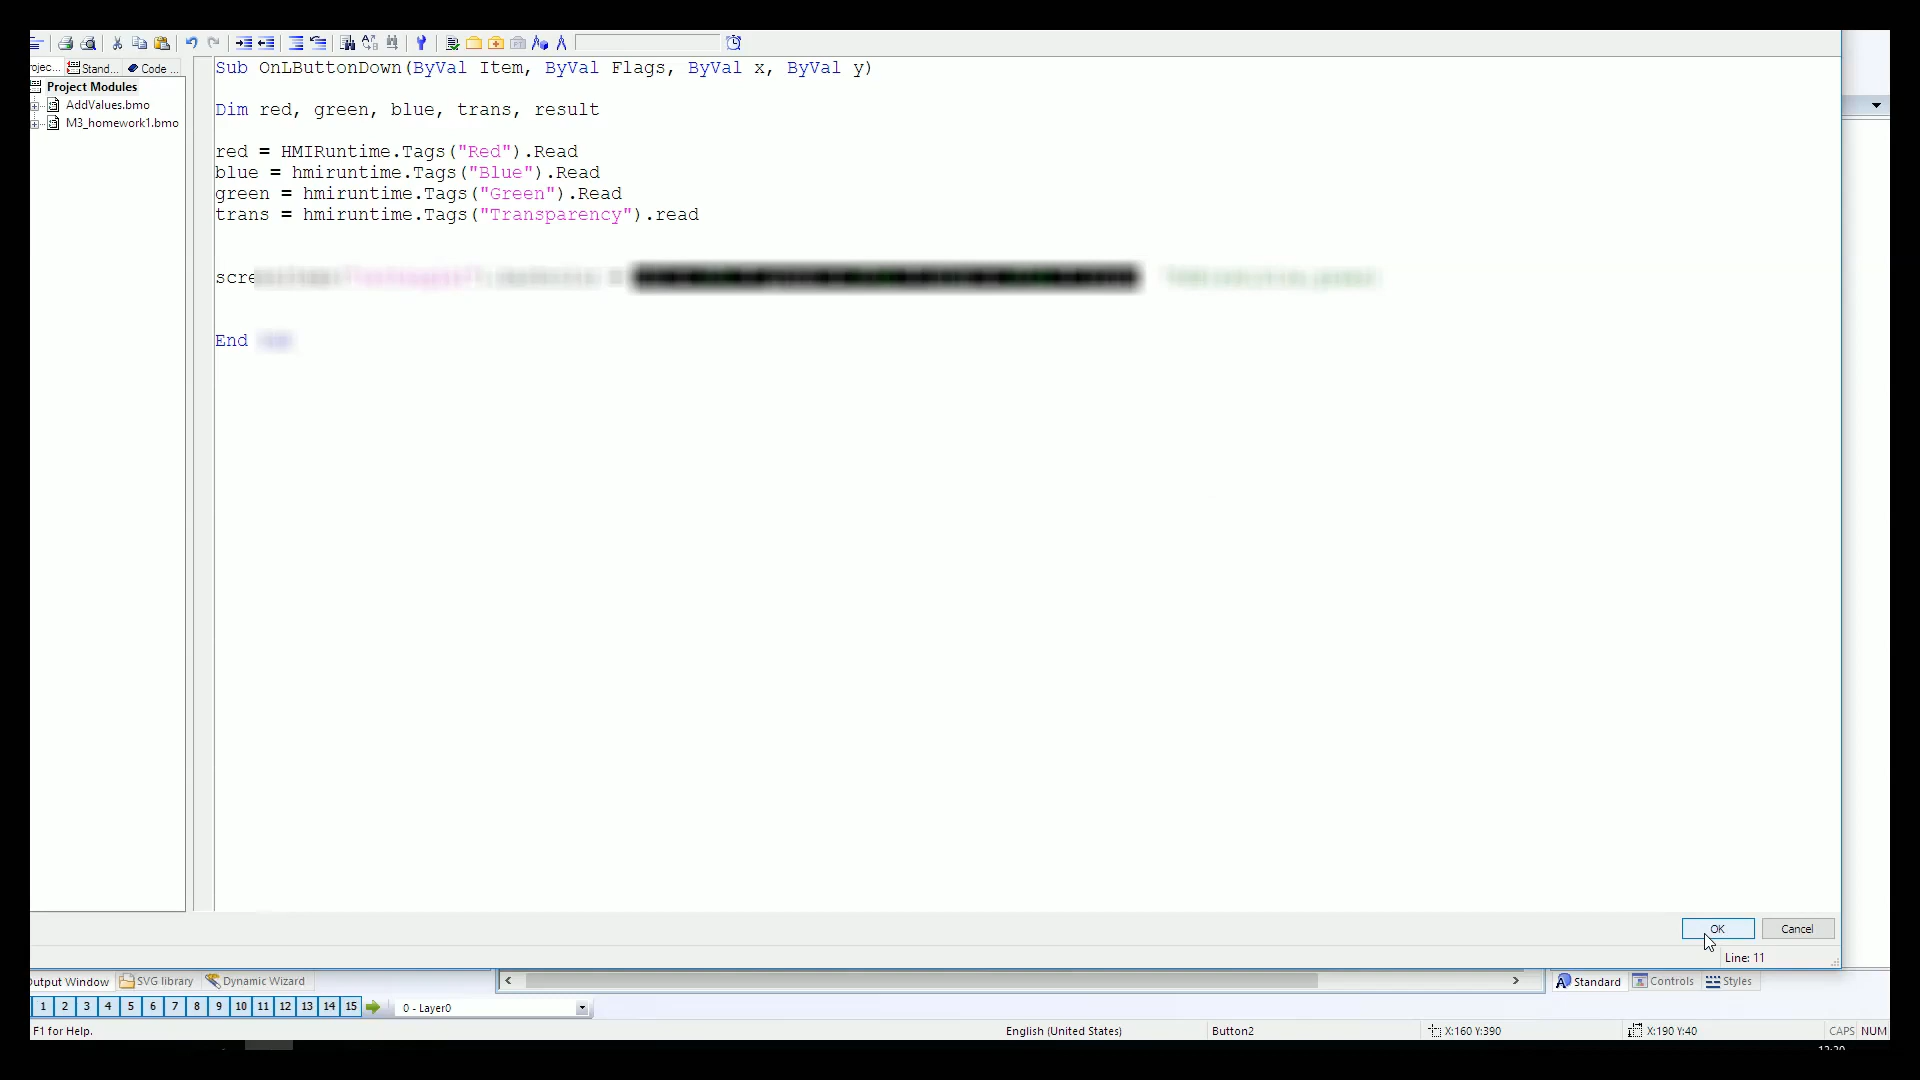 rojec...
Stand...
Code ...
Project Modules
AddValues.bmo
M3_homework1.bmo
Sub OnLButtonDown(ByVal Item, ByVal Flags, ByVal x, ByVal y)
Dim red, green, blue, trans, result
red = HMIRuntime.Tags("Red").Read
blue = hmiruntime.Tags("Blue").Read
green = hmiruntime.Tags("Green").Read
trans = hmiruntime.Tags("Transparency").read
scre
End
OK
Cancel
Line: 11
utput Window
SVG library
Dynamic Wizard
Standard
Controls
Styles
1 2 3 4 5 6 7 8 9 10 11 12 13 14 15
0 - Layer0
F1 for Help.
English (United States)
Button2
X:160 Y:390
X:190 Y:40
CAPS
NUM